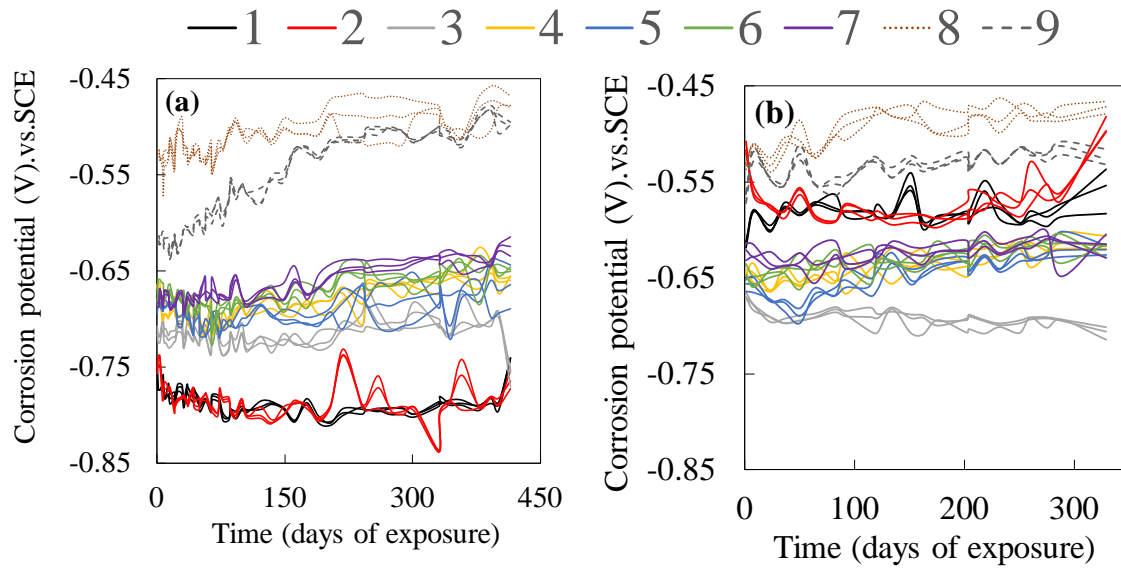 1 2 3 4 5 6 7 8 9
Corrosion potential (V).vs.SCE
-0.45
-0.55
-0.65
-0.75
-0.85
(a)
0 150 300 450
Time (days of exposure)
Corrosion potential (V).vs.SCE
-0.45
-0.55
-0.65
-0.75
-0.85
(b)
0 100 200 300
Time (days of exposure)